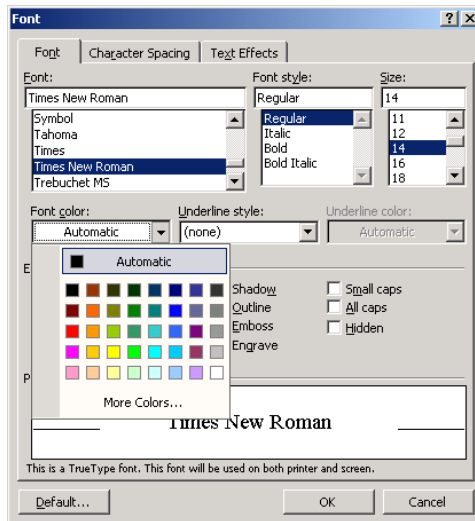 Font
Font Character Spacing Text Effects
Font: Font style: Size:
Times New Roman Regular 14
Symbol Regular 11
Tahoma Italic 12
Times Bold 14
Times New Roman Bold Italic 16
Trebuchet MS 18
Font color: Underline style: Underline color:
Automatic (none) Automatic
E
Automatic
Shadow Small caps
Outline All caps
Emboss Hidden
Engrave
P
More Colors...
Times New Roman
This is a TrueType font. This font will be used on both printer and screen.
Default... OK Cancel